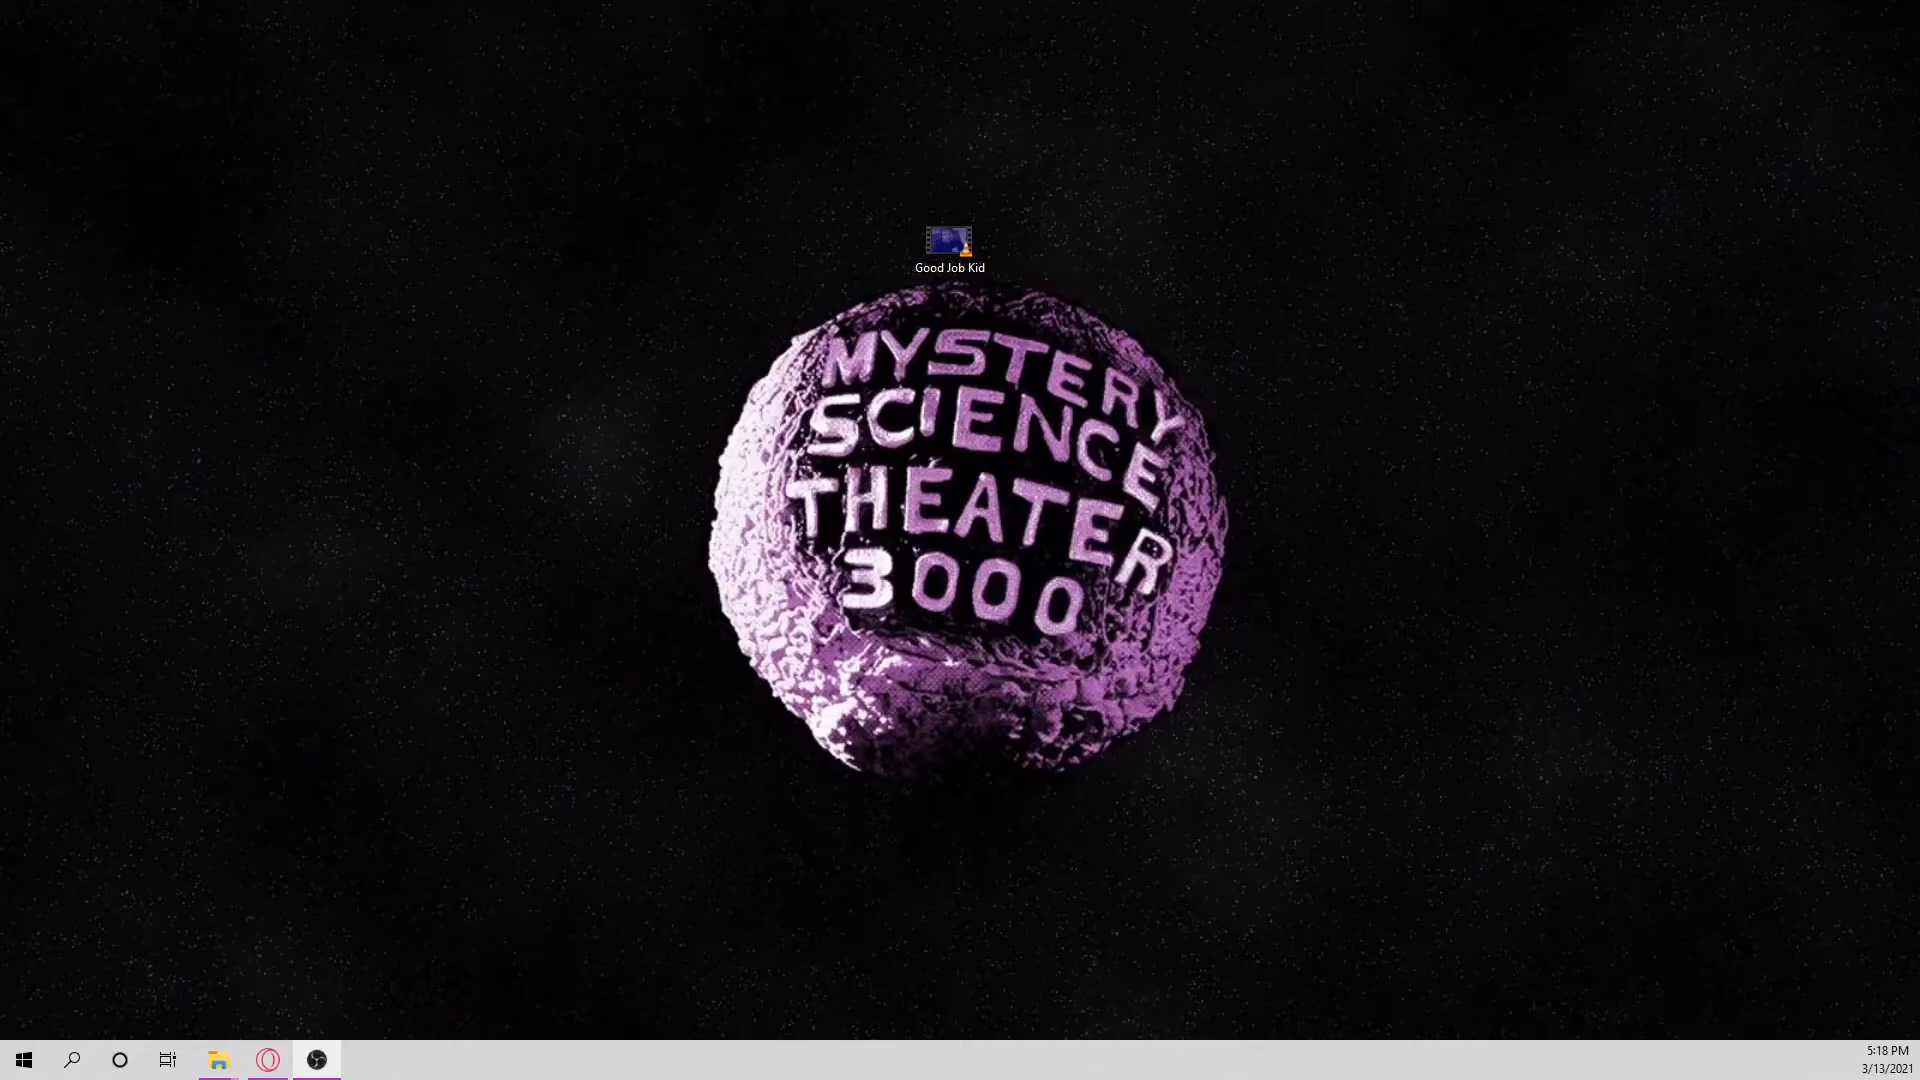 Good Job Kid
MYSTERY
SCIENCE
THEATER
3000
5:18 PM
3/13/2021